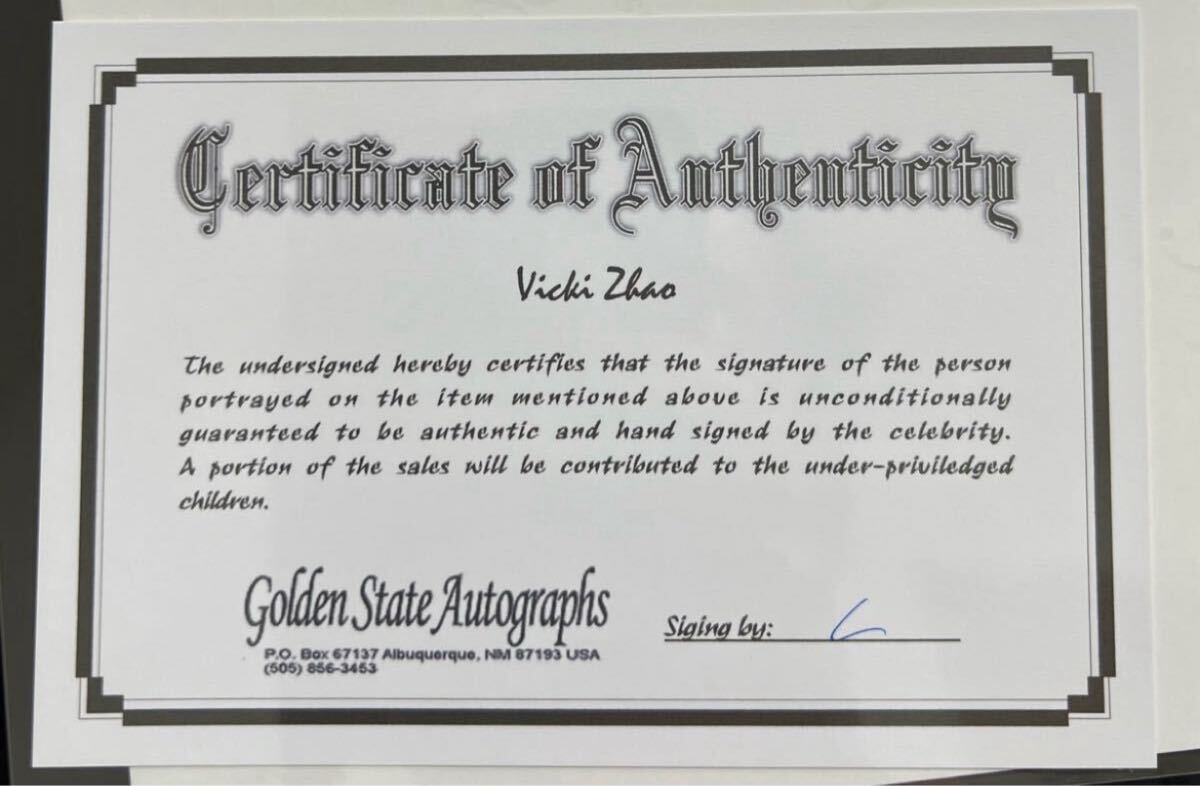 Certificate of Authenticity
Vicki Zhao
The undersigned hereby certifies that the signature of the person
portrayed on the item mentioned above is unconditionally
guaranteed to be authentic and hand signed by the celebrity.
A portion of the sales will be contributed to the under-priviledged
children.
Golden State Autographs
P.O. Box 67137 Albuquerque, NM 87193 USA
(505) 856-3453
Siging by: